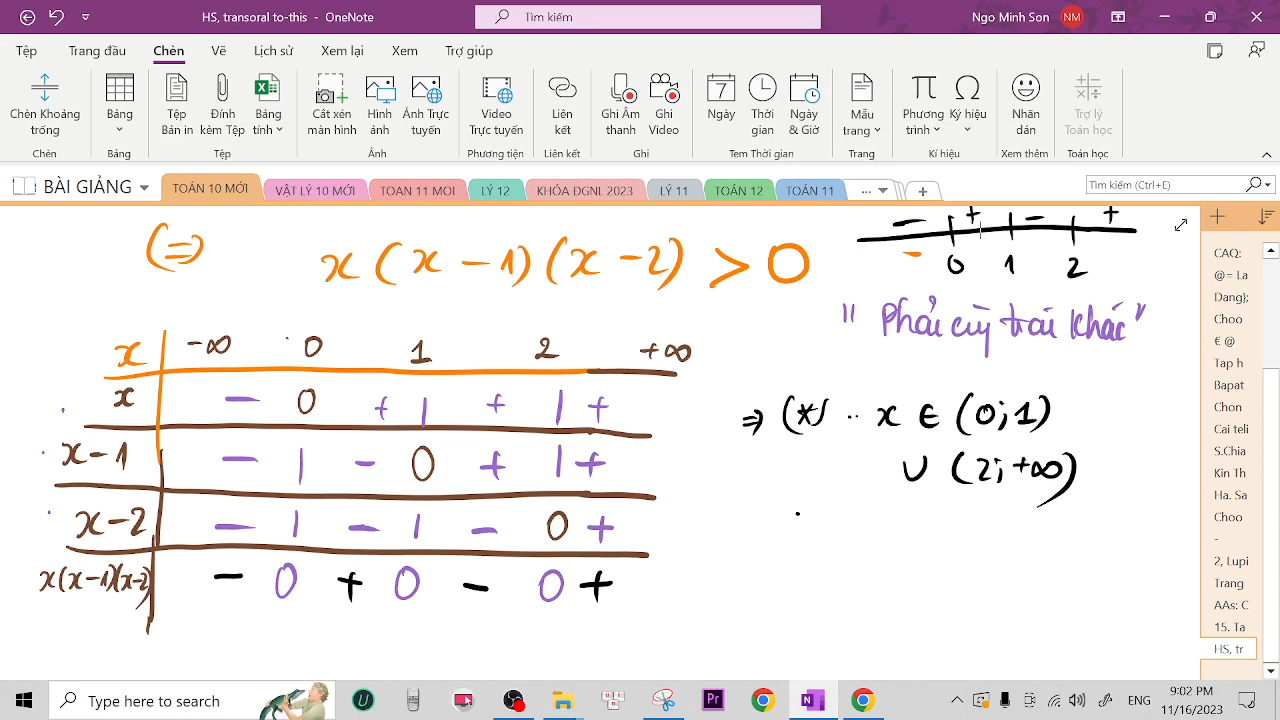 HS, transoral to-this - OneNote
Tìm kiếm
Ngo Minh Son
NM
Tệp Trang đầu Chèn Vẽ Lịch sử Xem lại Xem Trợ giúp
Chèn Khoảng trống
Bảng
Tệp Bản in
Đính kèm Tệp
Bảng tính
Cắt xén màn hình
Hình ảnh
Ảnh Trực tuyến
Video Trực tuyến
Liên kết
Ghi Âm thanh
Ghi Video
Ngày
Thời gian
Ngày & Giờ
Mẫu trang
Phương trình
Ký hiệu
Nhãn dán
Trợ lý Toán học
Chèn Bảng Tệp Ảnh Phương tiện Liên kết Ghi Tem Thời gian Trang Kí hiệu Xem thêm Toán học
BÀI GIẢNG
TOÁN 10 MỚI VẬT LÝ 10 MỚI TOAN 11 MOI LÝ 12 KHÓA ĐGNL 2023 LÝ 11 TOÁN 12 TOÁN 11 ...
Tìm kiếm (Ctrl+E)
(=) x(x-1)(x-2) > 0
- + - +
- 0 1 2
" Phải cùng trái khác "
x -∞ 0 1 2 +∞
x - 0 + | + | +
x-1 - | - 0 + | +
x-2 - | - | - 0 +
x(x-1)(x-2) - 0 + 0 - 0 +
⇒ (*) .. x ∈ (0;1)
∪ (2;+∞)
CAQ:
@= La
Dang);
Choo
€ @
Tap h
Bapat
Chon
Cai teli
S.Chia
Kin Th
Ha. Sa
Choo
-
2, Lupi
Trang
AAs: C
15. Ta
HS, tr
Type here to search
ENG
9:02 PM
11/16/2023